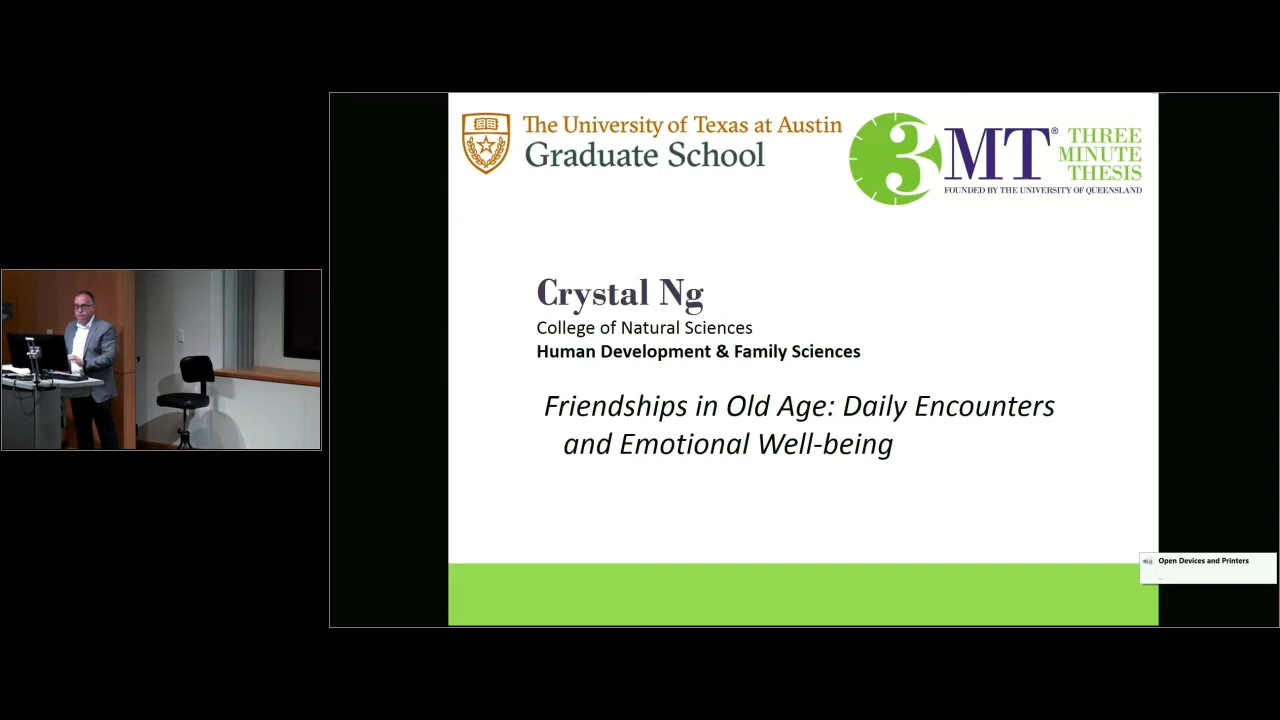 The University of Texas at Austin
Graduate School
3MT® THREE
MINUTE
THESIS
FOUNDED BY THE UNIVERSITY OF QUEENSLAND
Crystal Ng
College of Natural Sciences
Human Development & Family Sciences
Friendships in Old Age: Daily Encounters
and Emotional Well-being
Open Devices and Printers
...